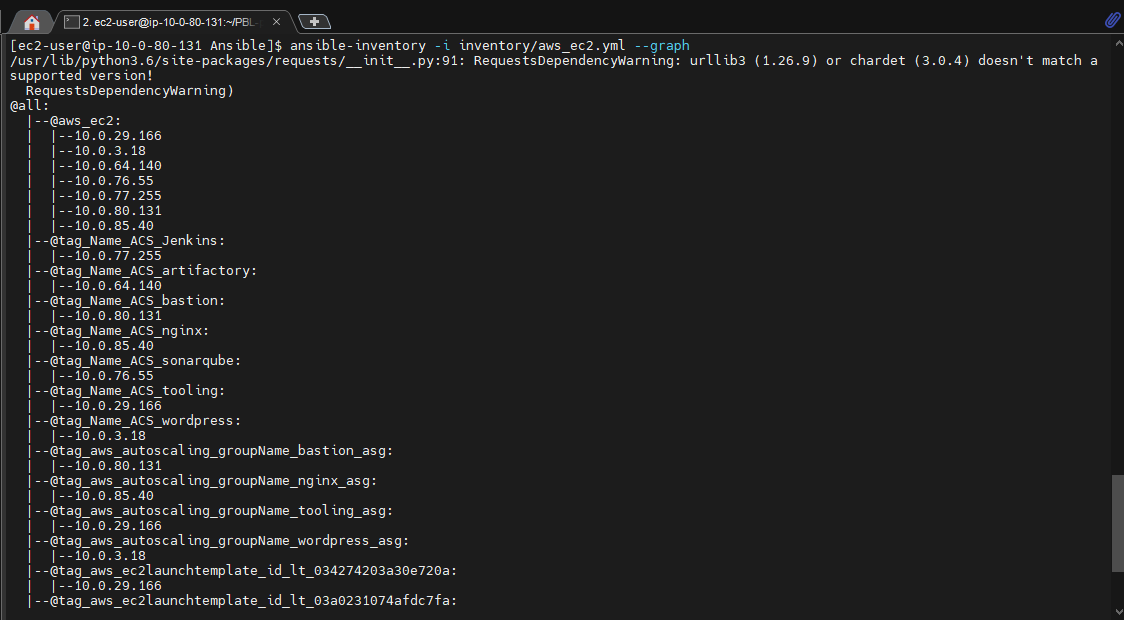 2. ec2-user@ip-10-0-80-131:~/PBL-
[ec2-user@ip-10-0-80-131 Ansible]$ ansible-inventory -i inventory/aws_ec2.yml --graph
/usr/lib/python3.6/site-packages/requests/__init__.py:91: RequestsDependencyWarning: urllib3 (1.26.9) or chardet (3.0.4) doesn't match a
supported version!
  RequestsDependencyWarning)
@all:
  |--@aws_ec2:
  |  |--10.0.29.166
  |  |--10.0.3.18
  |  |--10.0.64.140
  |  |--10.0.76.55
  |  |--10.0.77.255
  |  |--10.0.80.131
  |  |--10.0.85.40
  |--@tag_Name_ACS_Jenkins:
  |  |--10.0.77.255
  |--@tag_Name_ACS_artifactory:
  |  |--10.0.64.140
  |--@tag_Name_ACS_bastion:
  |  |--10.0.80.131
  |--@tag_Name_ACS_nginx:
  |  |--10.0.85.40
  |--@tag_Name_ACS_sonarqube:
  |  |--10.0.76.55
  |--@tag_Name_ACS_tooling:
  |  |--10.0.29.166
  |--@tag_Name_ACS_wordpress:
  |  |--10.0.3.18
  |--@tag_aws_autoscaling_groupName_bastion_asg:
  |  |--10.0.80.131
  |--@tag_aws_autoscaling_groupName_nginx_asg:
  |  |--10.0.85.40
  |--@tag_aws_autoscaling_groupName_tooling_asg:
  |  |--10.0.29.166
  |--@tag_aws_autoscaling_groupName_wordpress_asg:
  |  |--10.0.3.18
  |--@tag_aws_ec2launchtemplate_id_lt_034274203a30e720a:
  |  |--10.0.29.166
  |--@tag_aws_ec2launchtemplate_id_lt_03a0231074afdc7fa: